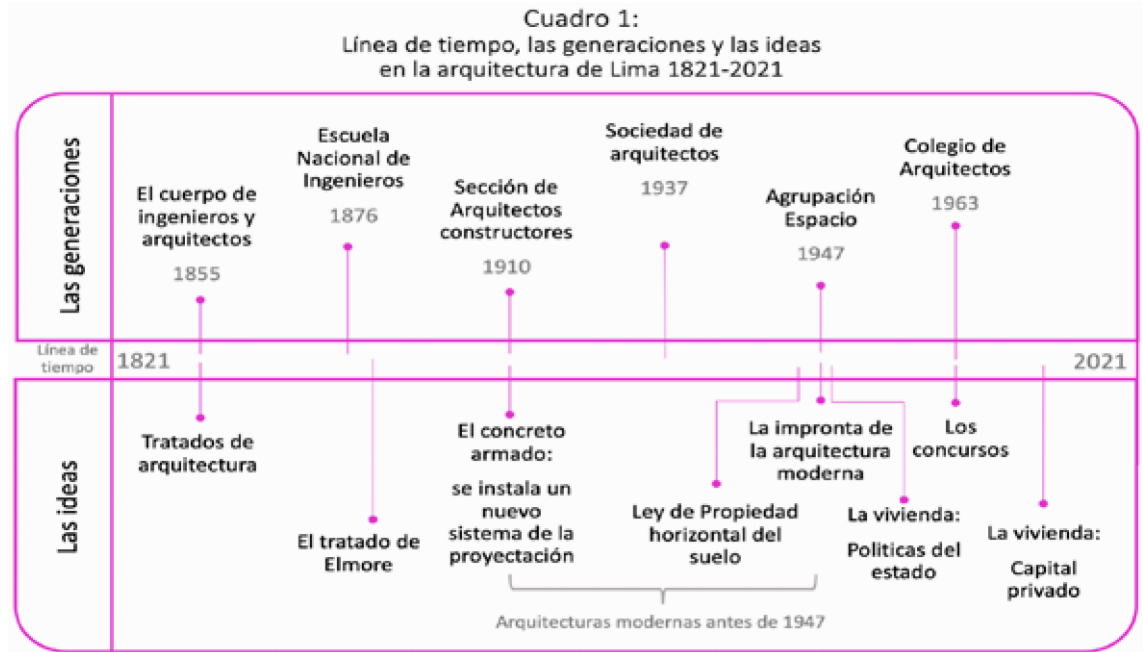 Cuadro 1:
Línea de tiempo, las generaciones y las ideas
en la arquitectura de Lima 1821-2021
Las generaciones
El cuerpo de
ingenieros y
arquitectos
1855
Escuela
Nacional de
Ingenieros
1876
Sección de
Arquitectos
constructores
1910
Sociedad de
arquitectos
1937
Agrupación
Espacio
1947
Colegio de
Arquitectos
1963
Línea de
tiempo
1821
2021
Las ideas
Tratados de
arquitectura
El tratado de
Elmore
El concreto
armado:
se instala un
nuevo
sistema de la
proyectación
Ley de Propiedad
horizontal del
suelo
La impronta de
la arquitectura
moderna
La vivienda:
Politicas del
estado
Los
concursos
La vivienda:
Capital
privado
Arquitecturas modernas antes de 1947